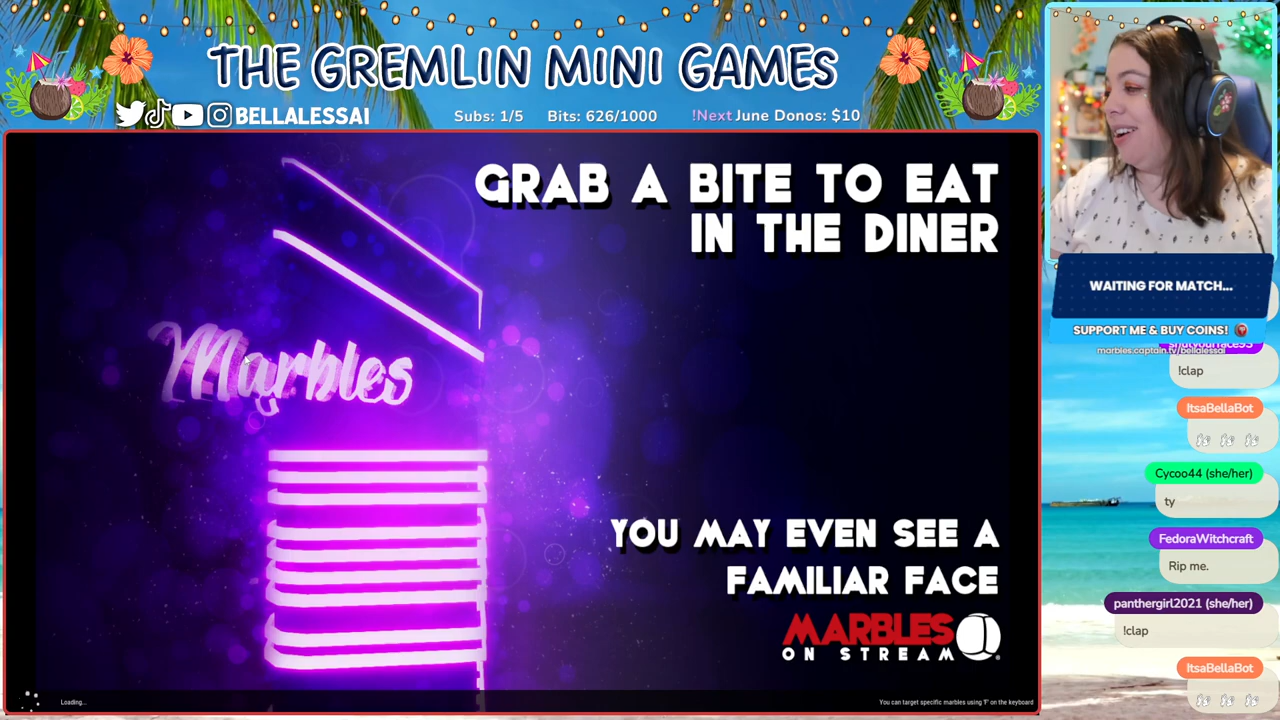 THE GREMLIN MINI GAMES
BELLALESSAI
Subs: 1/5
Bits: 626/1000
!Next June Donos: $10
GRAB A BITE TO EAT
IN THE DINER
Marbles
YOU MAY EVEN SEE A
FAMILIAR FACE
MARBLES
ON STREAM
Loading...
You can target specific marbles using 'F' on the keyboard
WAITING FOR MATCH...
SUPPORT ME & BUY COINS!
marbles.captain.tv/bellalessai
shutyourface93
!clap
ItsaBellaBot
Cycoo44 (she/her)
ty
FedoraWitchcraft
Rip me.
panthergirl2021 (she/her)
!clap
ItsaBellaBot